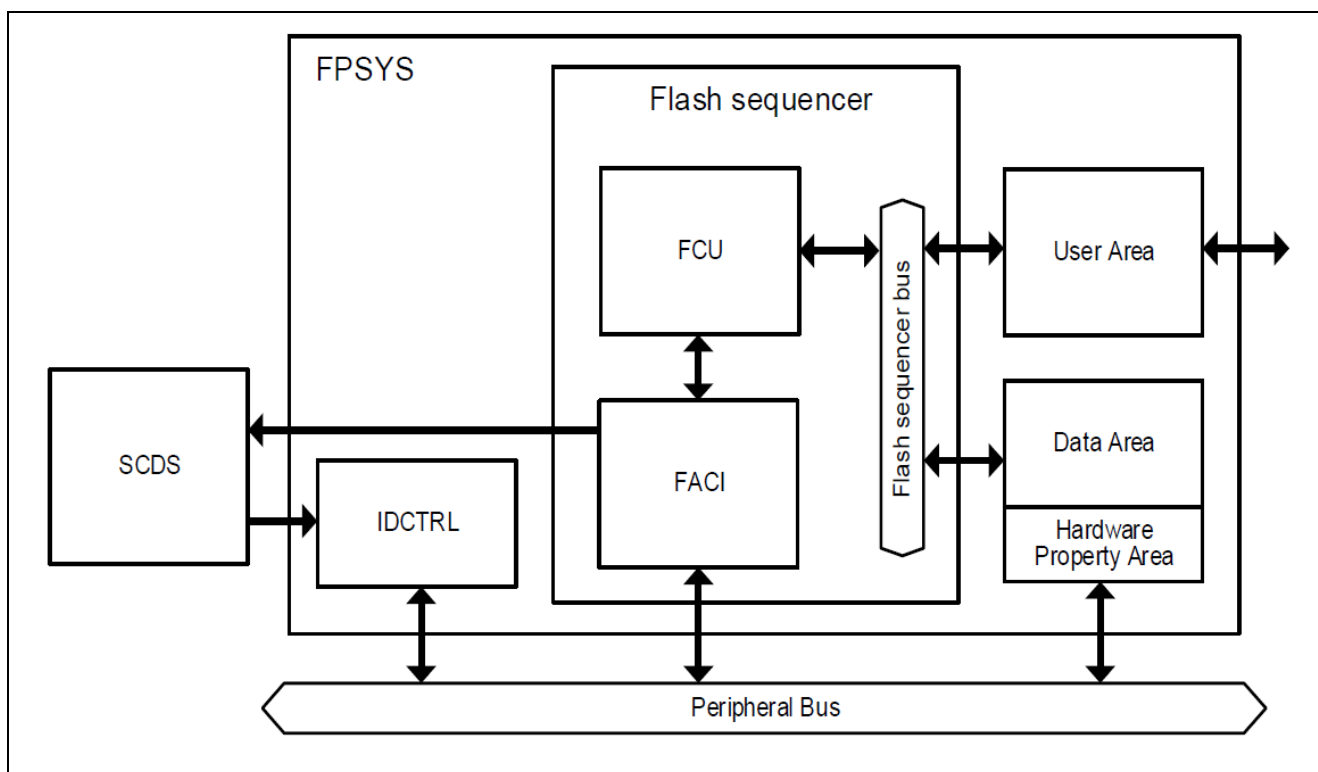 FPSYS
Flash sequencer
FCU
Flash sequencer bus
User Area
SCDS
IDCTRL
FACI
Data Area
Hardware
Property Area
Peripheral Bus